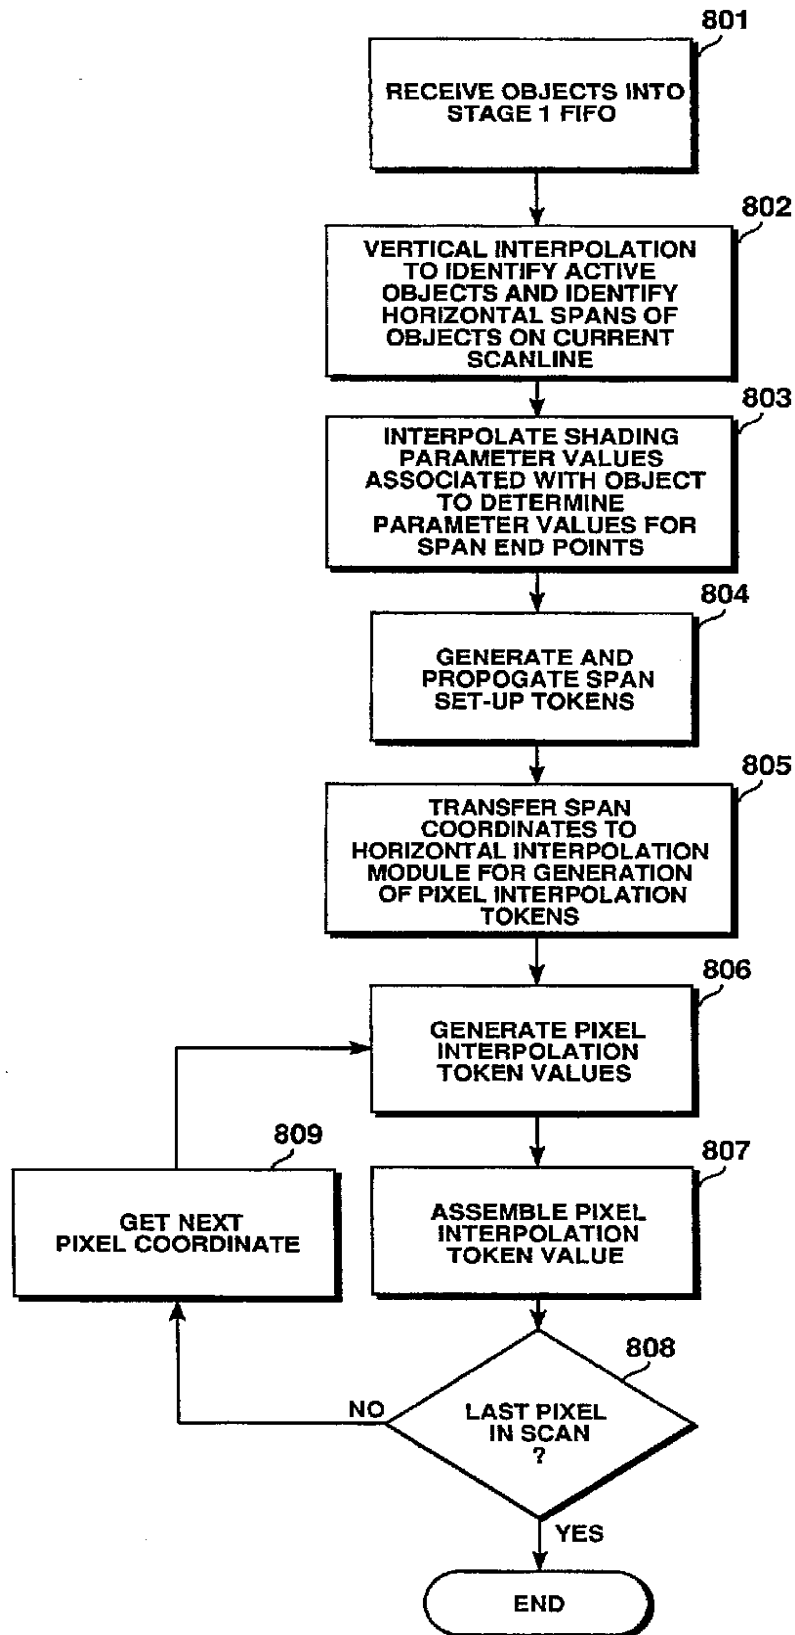 801
RECEIVE OBJECTS INTO
STAGE 1 FIFO
802
VERTICAL INTERPOLATION
TO IDENTIFY ACTIVE
OBJECTS AND IDENTIFY
HORIZONTAL SPANS OF
OBJECTS ON CURRENT
SCANLINE
803
INTERPOLATE SHADING
PARAMETER VALUES
ASSOCIATED WITH OBJECT
TO DETERMINE
PARAMETER VALUES FOR
SPAN END POINTS
804
GENERATE AND
PROPOGATE SPAN
SET-UP TOKENS
805
TRANSFER SPAN
COORDINATES TO
HORIZONTAL INTERPOLATION
MODULE FOR GENERATION
OF PIXEL INTERPOLATION
TOKENS
806
GENERATE PIXEL
INTERPOLATION
TOKEN VALUES
809
GET NEXT
PIXEL COORDINATE
807
ASSEMBLE PIXEL
INTERPOLATION
TOKEN VALUE
808
LAST PIXEL
IN SCAN
?
NO
YES
END